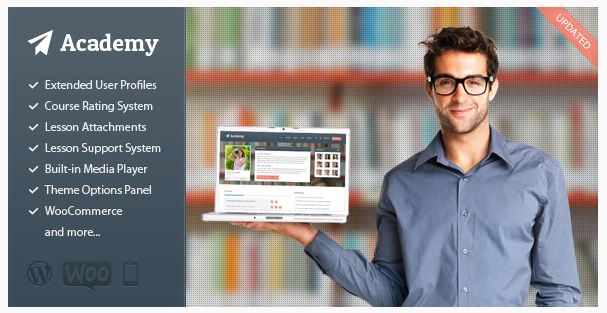 Academy
Extended User Profiles
Course Rating System
Lesson Attachments
Lesson Support System
Built-in Media Player
Theme Options Panel
WooCommerce
and more...
WOO
UPDATED
Academy